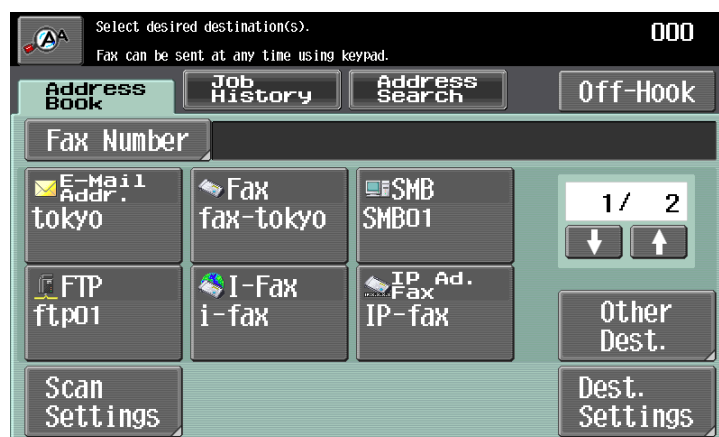 Select desired destination(s).
000
Fax can be sent at any time using keypad.
Address Book
Job History
Address Search
Off-Hook
Fax Number
E-Mail Addr.
tokyo
Fax
fax-tokyo
SMB
SMB01
1/ 2
FTP
ftp01
I-Fax
i-fax
IP Ad. Fax
IP-fax
Other
Dest.
Scan
Settings
Dest.
Settings